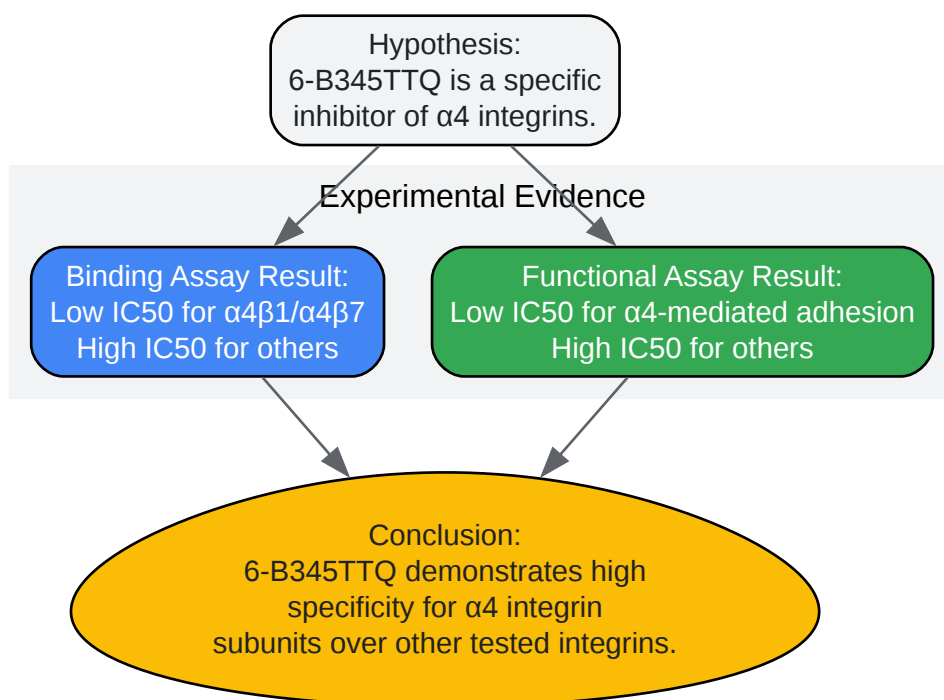 Hypothesis:
6-B345TTQ is a specific
inhibitor of α4 integrins.
Experimental Evidence
Binding Assay Result:
Low IC50 for α4β1/α4β7
High IC50 for others
Functional Assay Result:
Low IC50 for α4-mediated adhesion
High IC50 for others
Conclusion:
6-B345TTQ demonstrates high
specificity for α4 integrin
subunits over other tested integrins.